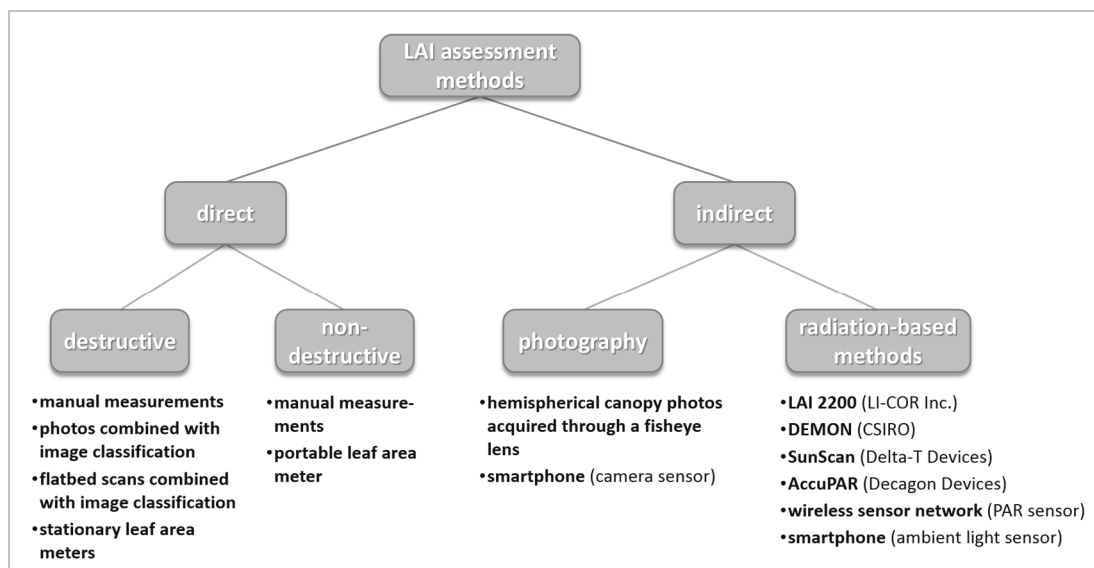 LAI assessment
methods
direct
indirect
destructive
non-
destructive
photography
radiation-based
methods
•manual measurements
•photos combined with
image classification
•flatbed scans combined
with image classification
•stationary leaf area
meters
•manual measure-
ments
•portable leaf area
meter
•hemispherical canopy photos
acquired through a fisheye
lens
•smartphone (camera sensor)
•LAI 2200 (LI-COR Inc.)
•DEMON (CSIRO)
•SunScan (Delta-T Devices)
•AccuPAR (Decagon Devices)
•wireless sensor network (PAR sensor)
•smartphone (ambient light sensor)